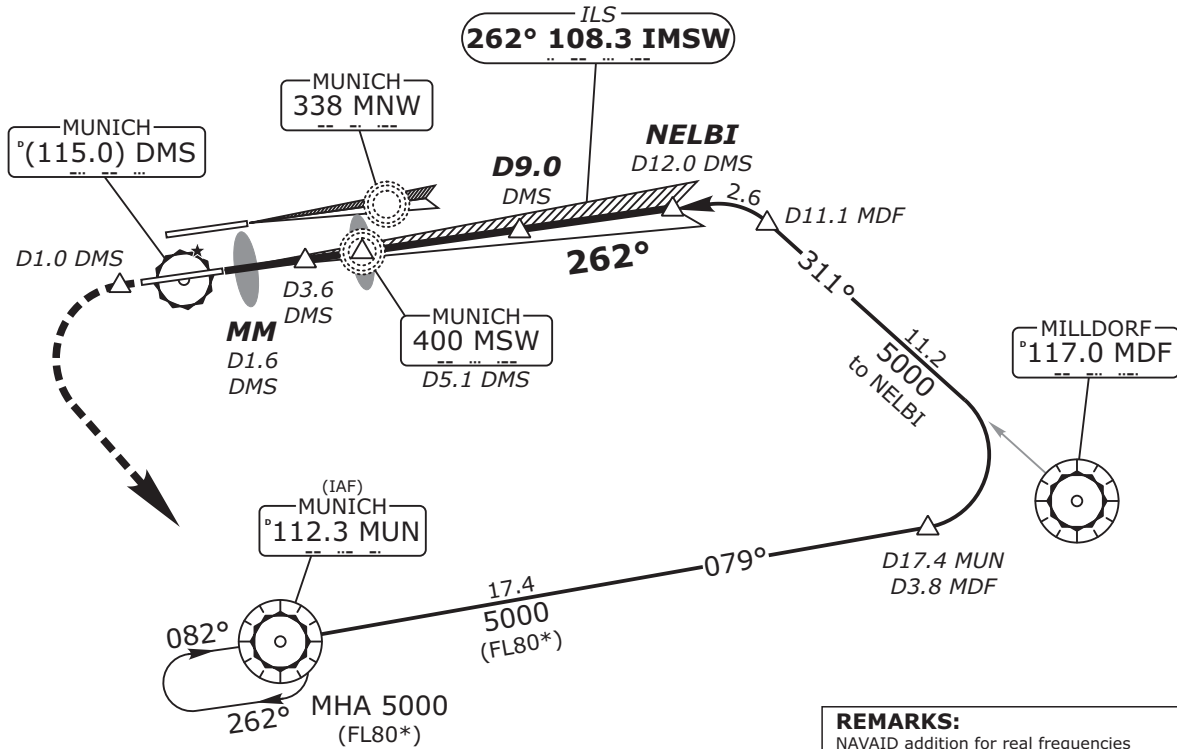 ILS
262° 108.3 IMSW
MUNICH
338 MNW
MUNICH
D(115.0) DMS
NELBI
D12.0 DMS
D9.0
DMS
2.6
D11.1 MDF
D1.0 DMS
262°
311°
D3.6
DMS
MM
D1.6
DMS
MUNICH
400 MSW
D5.1 DMS
11.2
5000
to NELBI
MILLDORF
D117.0 MDF
(IAF)
MUNICH
D112.3 MUN
D17.4 MUN
D3.8 MDF
079°
17.4
5000
(FL80*)
082°
262°
MHA 5000
(FL80*)
REMARKS:
NAVAID addition for real frequencies